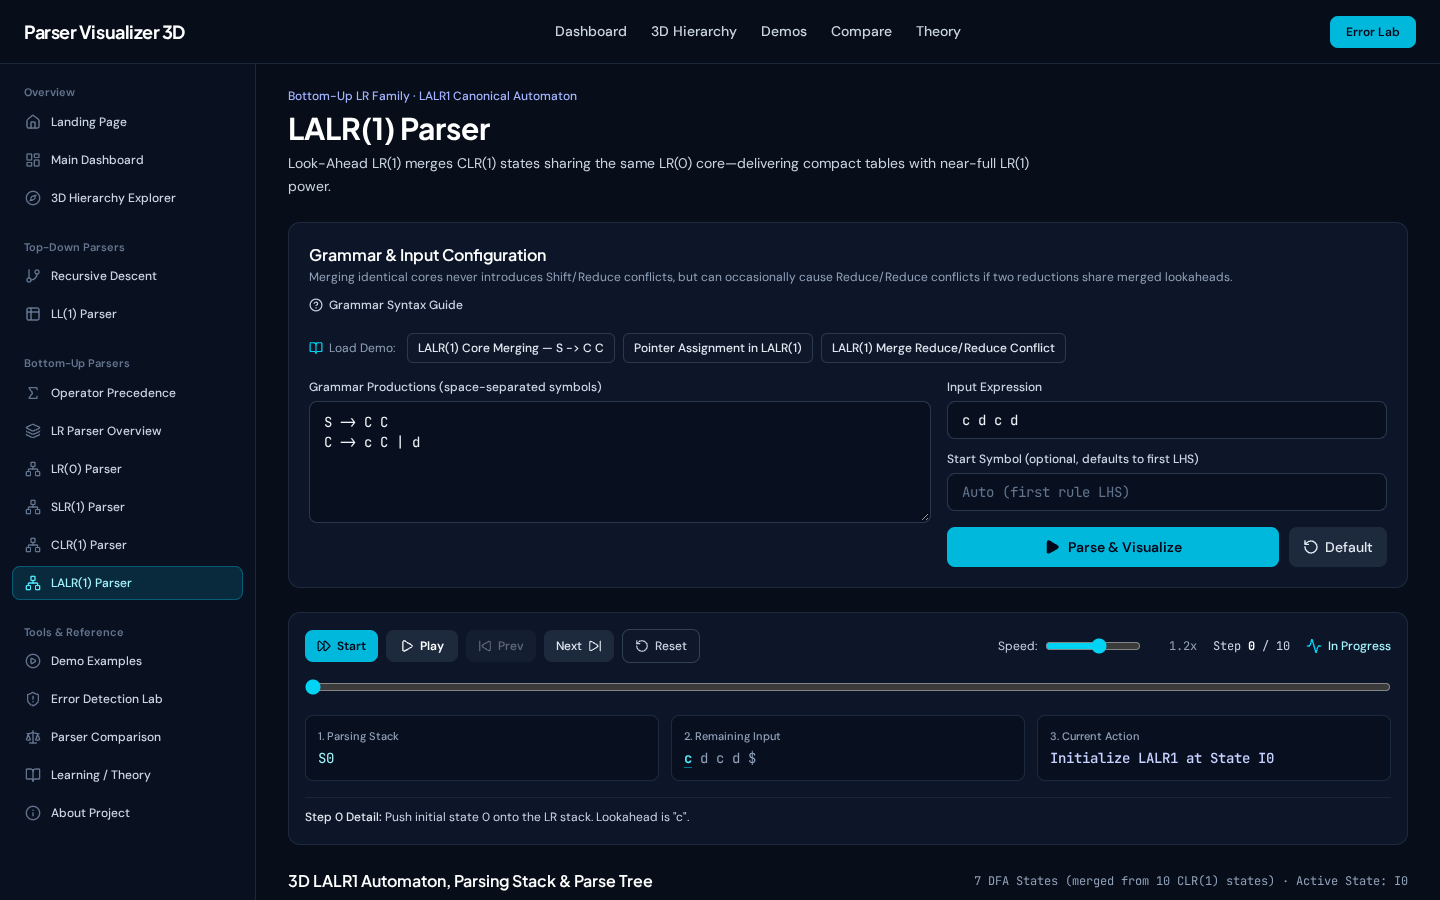 Parser Visualizer 3D
Dashboard
3D Hierarchy
Demos
Compare
Theory
Error Lab
Overview
Landing Page
Main Dashboard
3D Hierarchy Explorer
Top-Down Parsers
Recursive Descent
LL(1) Parser
Bottom-Up Parsers
Operator Precedence
LR Parser Overview
LR(0) Parser
SLR(1) Parser
CLR(1) Parser
LALR(1) Parser
Tools & Reference
Demo Examples
Error Detection Lab
Parser Comparison
Learning / Theory
About Project
Bottom-Up LR Family · LALR1 Canonical Automaton
LALR(1) Parser
Look-Ahead LR(1) merges CLR(1) states sharing the same LR(0) core—delivering compact tables with near-full LR(1)
power.
Grammar & Input Configuration
Merging identical cores never introduces Shift/Reduce conflicts, but can occasionally cause Reduce/Reduce conflicts if two reductions share merged lookaheads.
Grammar Syntax Guide
Load Demo:
LALR(1) Core Merging — S -> C C
Pointer Assignment in LALR(1)
LALR(1) Merge Reduce/Reduce Conflict
Grammar Productions (space-separated symbols)
S -> C C
C -> c C | d
Input Expression
c d c d
Start Symbol (optional, defaults to first LHS)
Auto (first rule LHS)
Parse & Visualize
Default
Start
Play
Prev
Next
Reset
Speed:
1.2x
Step 0 / 10
In Progress
1. Parsing Stack
S0
2. Remaining Input
c d c d $
3. Current Action
Initialize LALR1 at State I0
Step 0 Detail: Push initial state 0 onto the LR stack. Lookahead is "c".
3D LALR1 Automaton, Parsing Stack & Parse Tree
7 DFA States (merged from 10 CLR(1) states) · Active State: I0